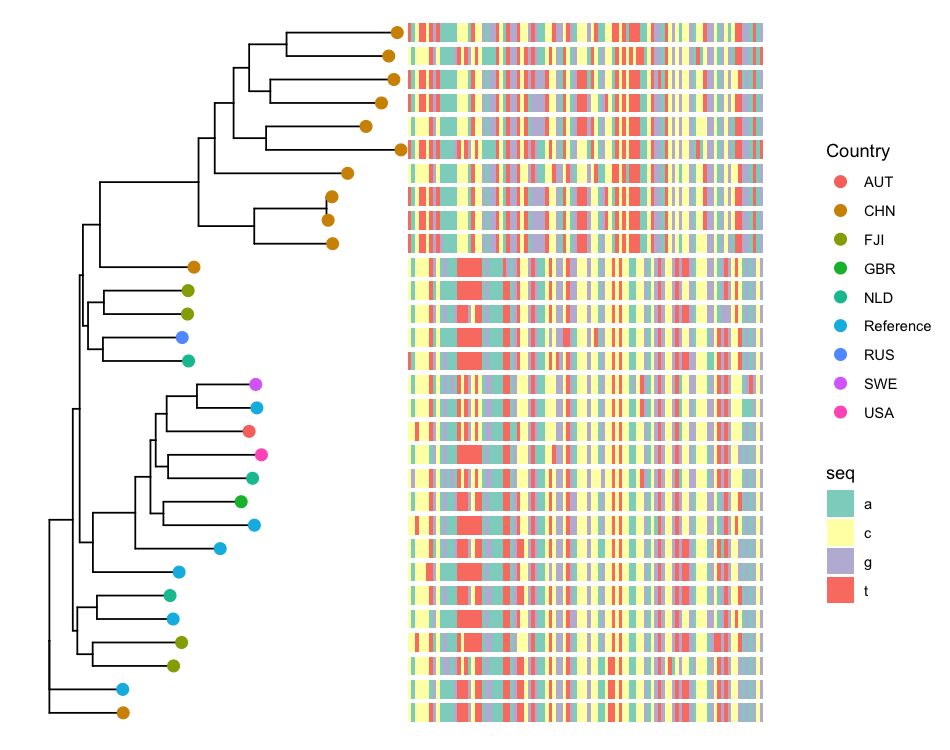 Country
AUT
CHN
FJI
GBR
NLD
Reference
RUS
SWE
USA
seq
a
c
g
t